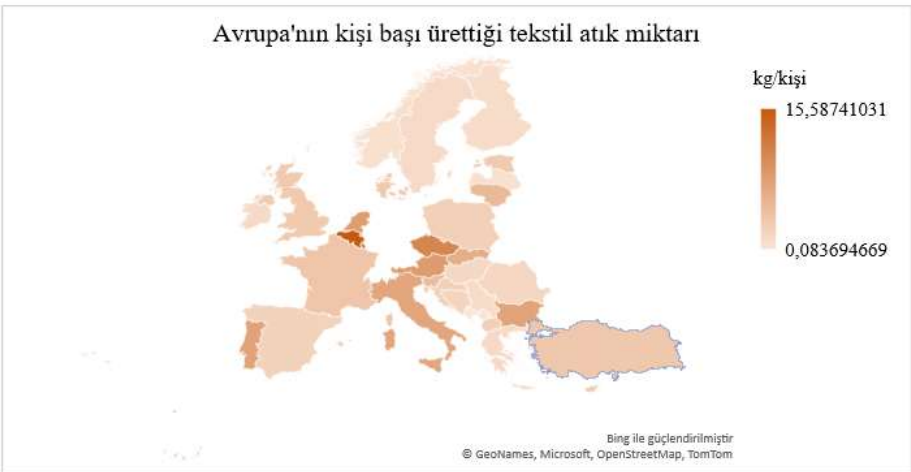 Avrupa'nın kişi başı ürettiği tekstil atık miktarı
kg/kişi
15,58741031
0,083694669
Bing ile güçlendirilmiştir
© GeoNames, Microsoft, OpenStreetMap, TomTom